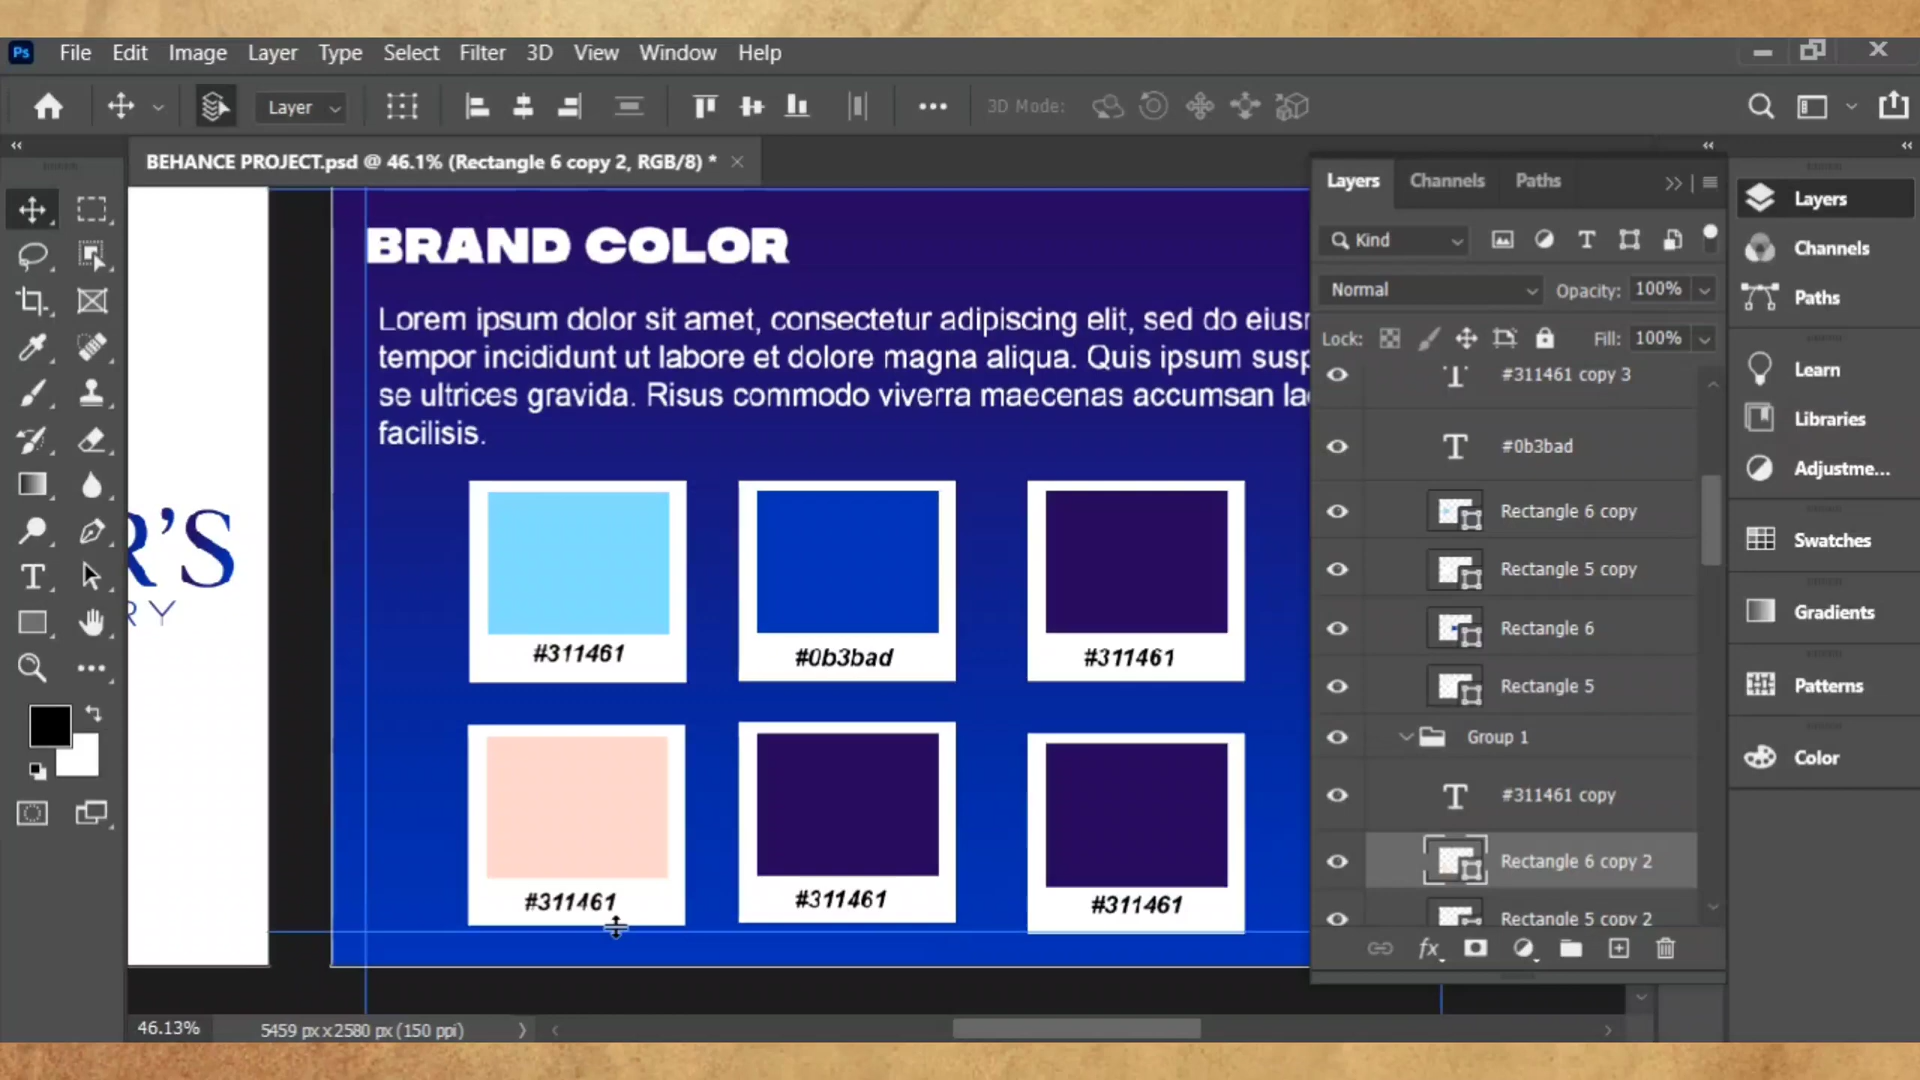 Ps File Edit Image Layer Type Select Filter 3D View Window Help
Layer 3D Mode:
BEHANCE PROJECT.psd @ 46.1% (Rectangle 6 copy 2, RGB/8) *
BRAND COLOR
Lorem ipsum dolor sit amet, consectetur adipiscing elit, sed do eiusr
tempor incididunt ut labore et dolore magna aliqua. Quis ipsum susp
se ultrices gravida. Risus commodo viverra maecenas accumsan la
facilisis.
R'S
RY
#311461
#0b3bad
#311461
#311461
#311461
#311461
Layers Channels Paths
Kind
Normal Opacity: 100%
Lock: Fill: 100%
#311461 copy 3
#0b3bad
Rectangle 6 copy
Rectangle 5 copy
Rectangle 6
Rectangle 5
Group 1
#311461 copy
Rectangle 6 copy 2
Rectangle 5 copy 2
fx
Layers
Channels
Paths
Learn
Libraries
Adjustme...
Swatches
Gradients
Patterns
Color
46.13% 5459 px x 2580 px (150 ppi)